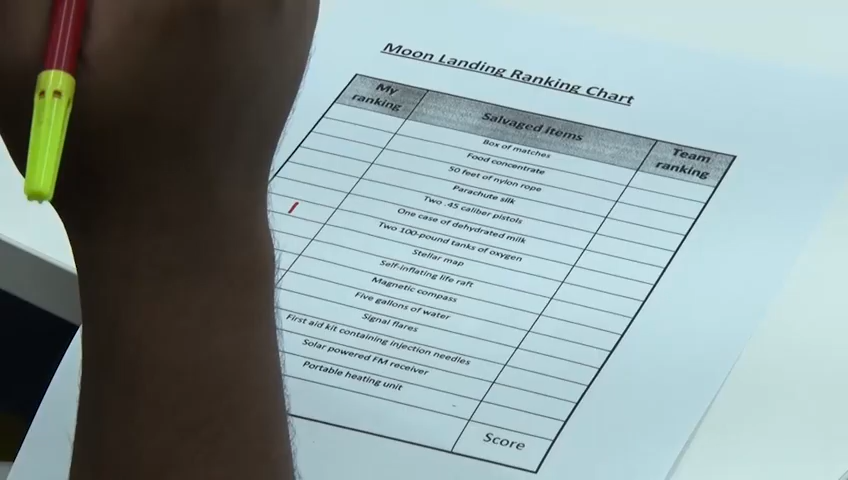 Moon Landing Ranking Chart
My ranking
Salvaged items
Team ranking
Box of matches
Food concentrate
50 feet of nylon rope
Parachute silk
Two .45 caliber pistols
One case of dehydrated milk
1
Two 100-pound tanks of oxygen
Stellar map
Self-inflating life raft
Magnetic compass
Five gallons of water
Signal flares
First aid kit containing injection needles
Solar powered FM receiver
Portable heating unit
Score